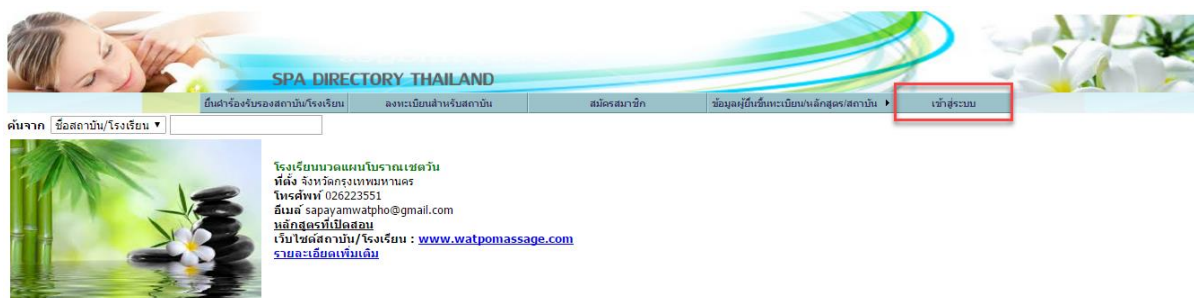 SPA DIRECTORY THAILAND
ยื่นคำร้องรับรองสถาบัน/โรงเรียน ลงทะเบียนสำหรับสถาบัน สมัครสมาชิก ข้อมูลผู้ยื่นขึ้นทะเบียน/หลักสูตร/สถาบัน เข้าสู่ระบบ
ค้นจาก ชื่อสถาบัน/โรงเรียน
โรงเรียนนวดแผนโบราณเชตวัน
ที่ตั้ง จังหวัดกรุงเทพมหานคร
โทรศัพท์ 026223551
อีเมล์ sapayamwatpho@gmail.com
หลักสูตรที่เปิดสอน
เว็บไซต์สถาบัน/โรงเรียน : www.watpomassage.com
รายละเอียดเพิ่มเติม